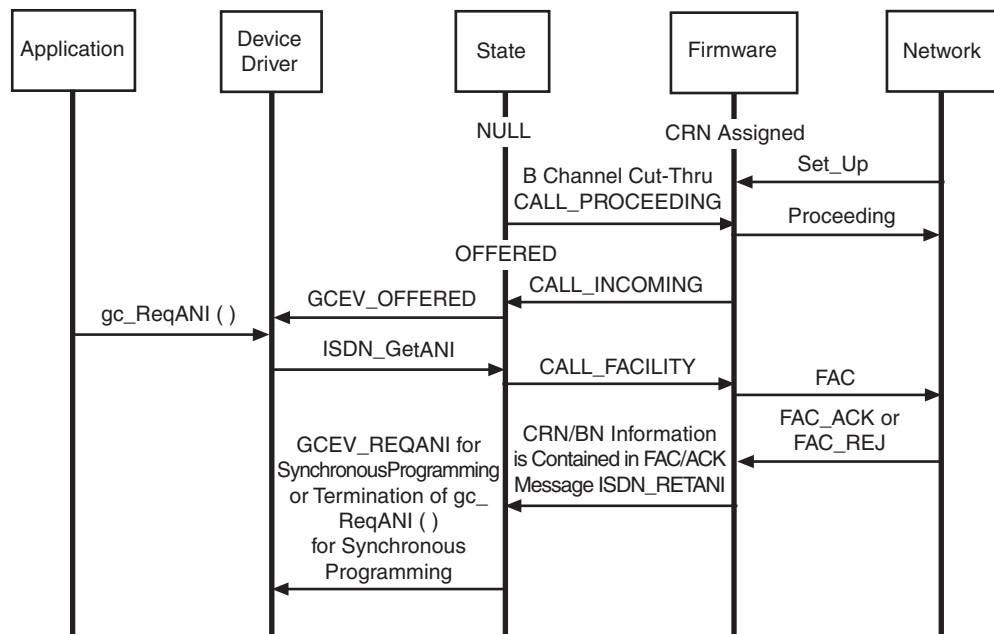 Application
Device
Driver
State
Firmware
Network
NULL
CRN Assigned
Set_Up
B Channel Cut-Thru
CALL_PROCEEDING
Proceeding
OFFERED
CALL_INCOMING
GCEV_OFFERED
gc_ReqANI ( )
ISDN_GetANI
CALL_FACILITY
FAC
FAC_ACK or
FAC_REJ
CRN/BN Information
is Contained in FAC/ACK
Message ISDN_RETANI
GCEV_REQANI for
SynchronousProgramming
or Termination of gc_
ReqANI ( )
for Synchronous
Programming